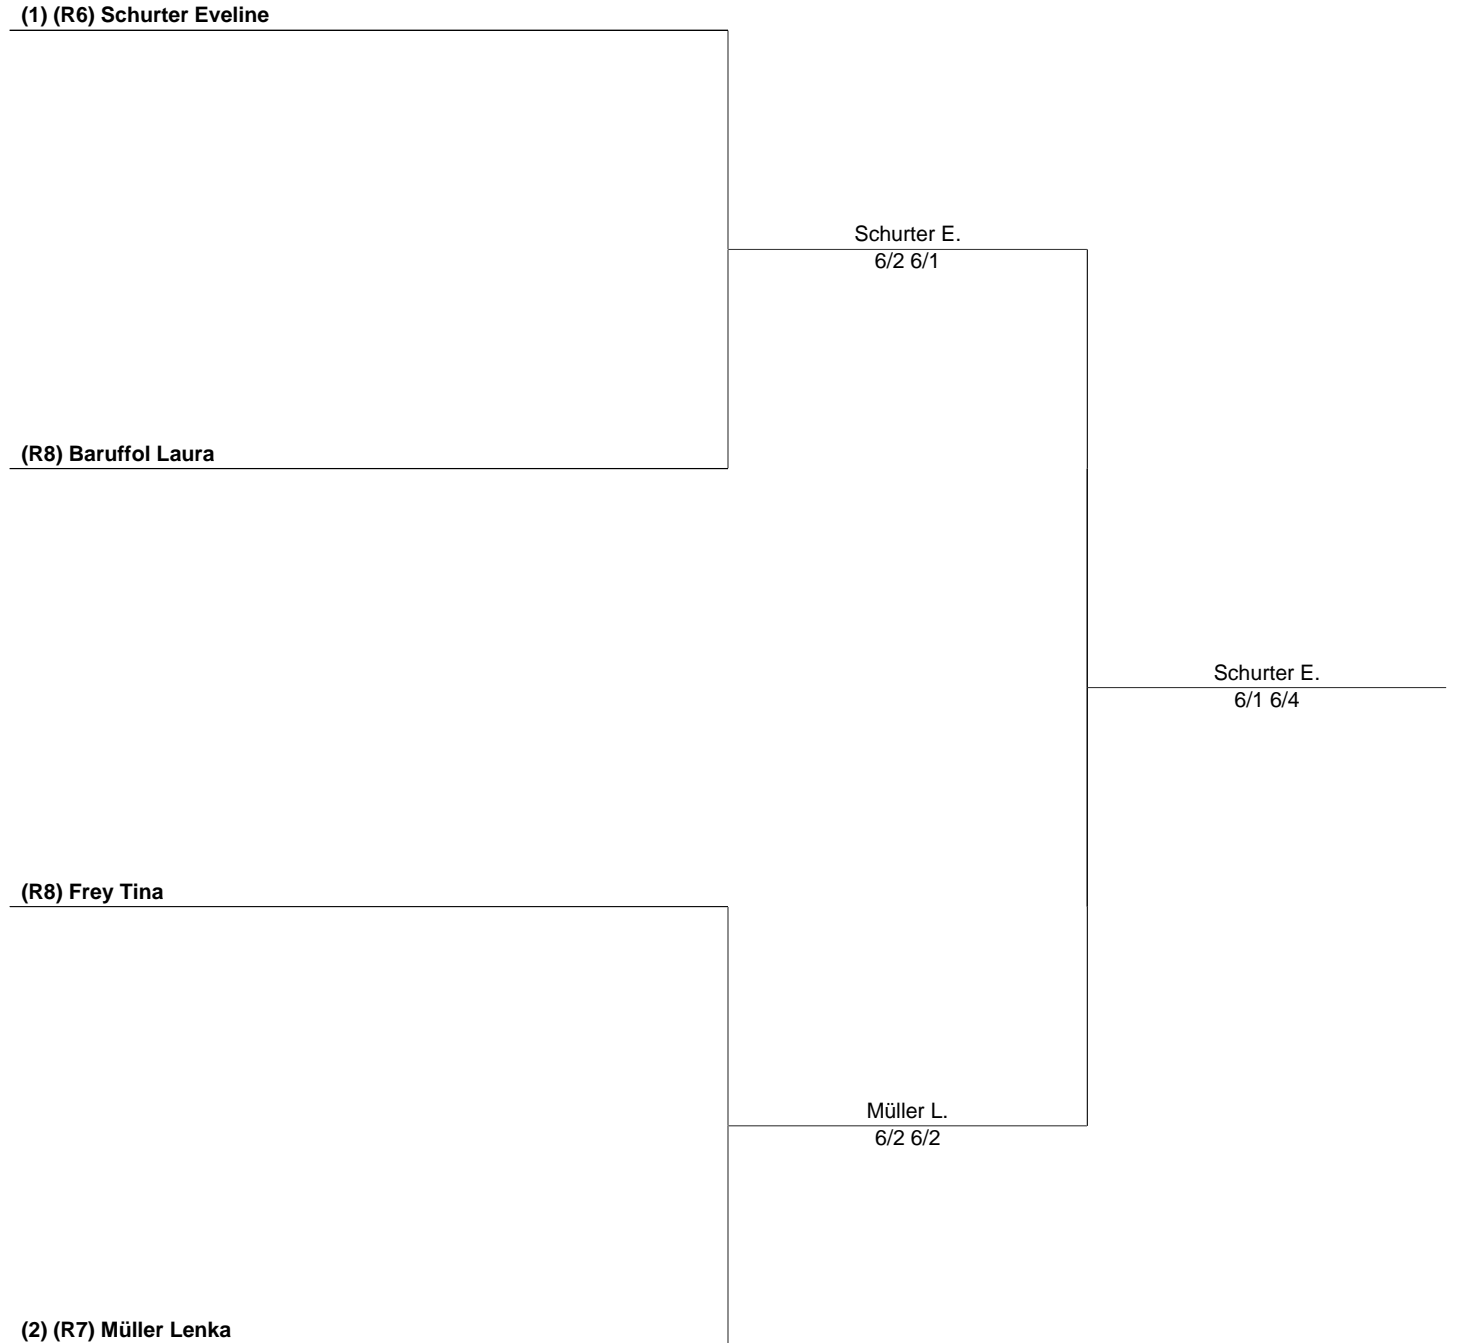 (1) (R6) Schurter Eveline
Schurter E.
6/2 6/1
(R8) Baruffol Laura
Schurter E.
6/1 6/4
(R8) Frey Tina
Müller L.
6/2 6/2
(2) (R7) Müller Lenka